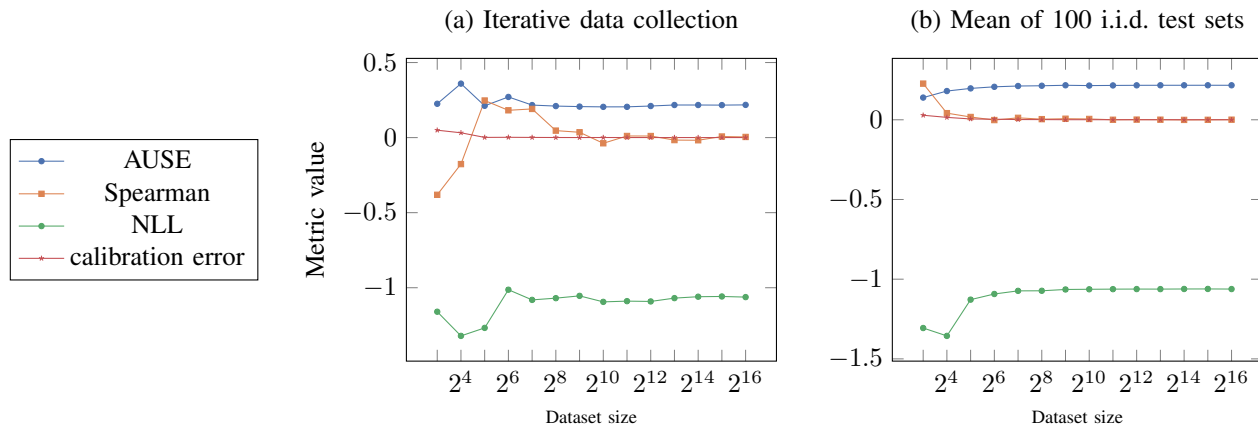 (a) Iterative data collection
(b) Mean of 100 i.i.d. test sets
AUSE
Spearman
NLL
calibration error
Metric value
0.5
0
−0.5
−1
2^4 2^6 2^8 2^10 2^12 2^14 2^16
Dataset size
0
−0.5
−1
−1.5
2^4 2^6 2^8 2^10 2^12 2^14 2^16
Dataset size